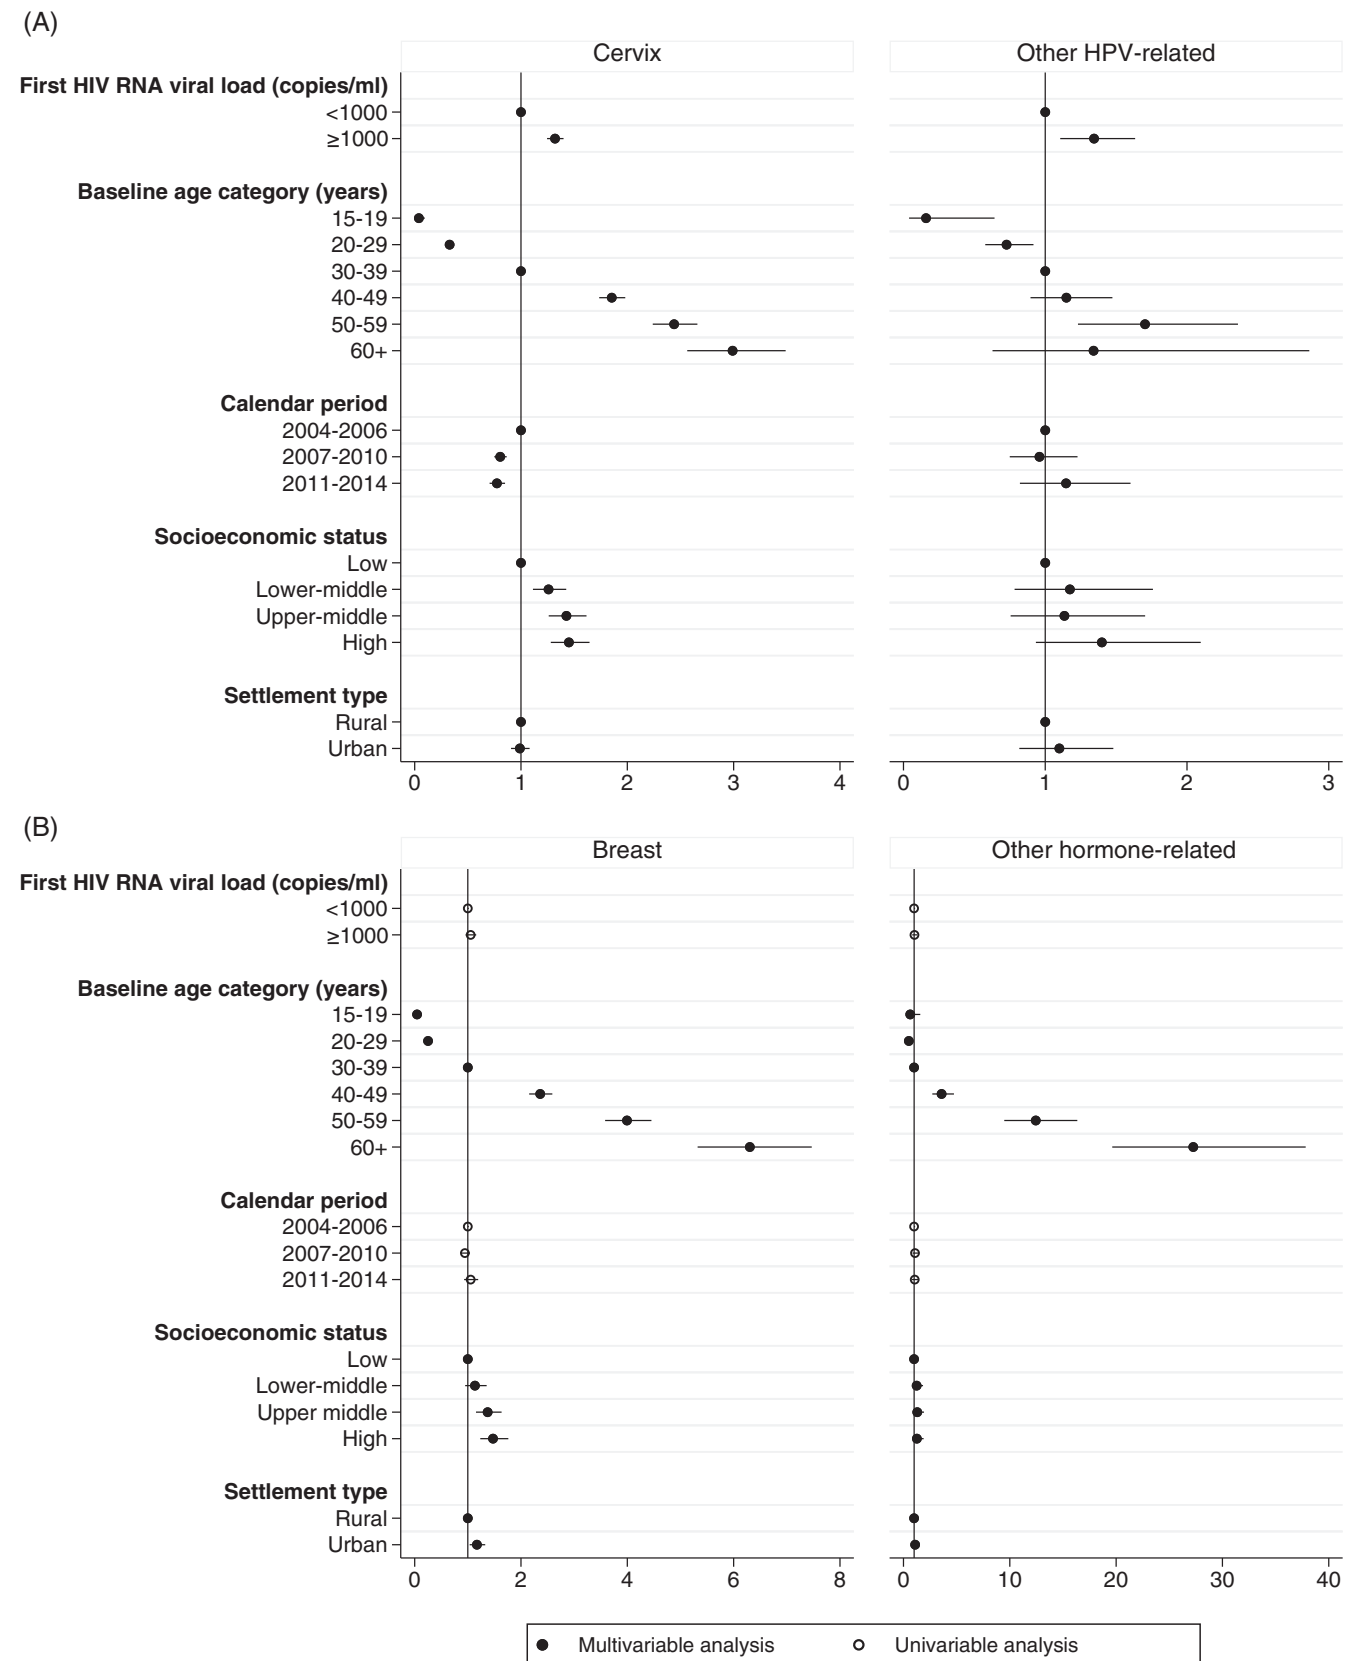 (A)
Cervix
Other HPV-related
First HIV RNA viral load (copies/ml)
<1000
≥1000
Baseline age category (years)
15-19
20-29
30-39
40-49
50-59
60+
Calendar period
2004-2006
2007-2010
2011-2014
Socioeconomic status
Low
Lower-middle
Upper-middle
High
Settlement type
Rural
Urban
0 1 2 3 4
0 1 2 3
(B)
Breast
Other hormone-related
First HIV RNA viral load (copies/ml)
<1000
≥1000
Baseline age category (years)
15-19
20-29
30-39
40-49
50-59
60+
Calendar period
2004-2006
2007-2010
2011-2014
Socioeconomic status
Low
Lower-middle
Upper middle
High
Settlement type
Rural
Urban
0 2 4 6 8
0 10 20 30 40
Multivariable analysis
Univariable analysis